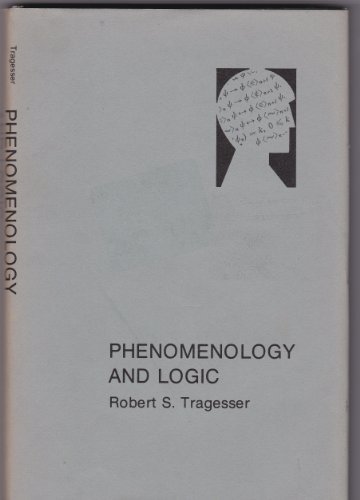 Tragesser
PHENOMENOLOGY
PHENOMENOLOGY
AND LOGIC
Robert S. Tragesser